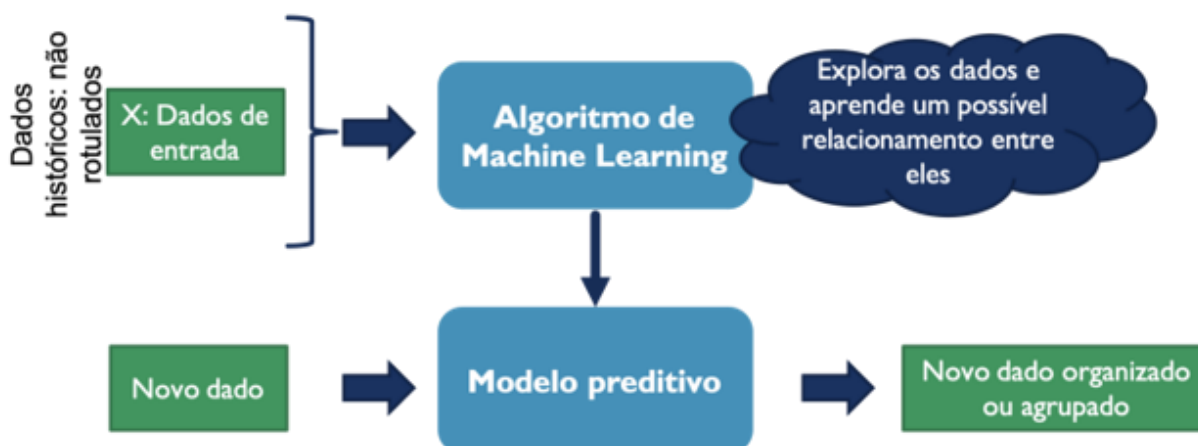 Dados
históricos: não
rotulados
X: Dados de
entrada
Algoritmo de
Machine Learning
Explora os dados e
aprende um possível
relacionamento entre
eles
Novo dado
Modelo preditivo
Novo dado organizado
ou agrupado